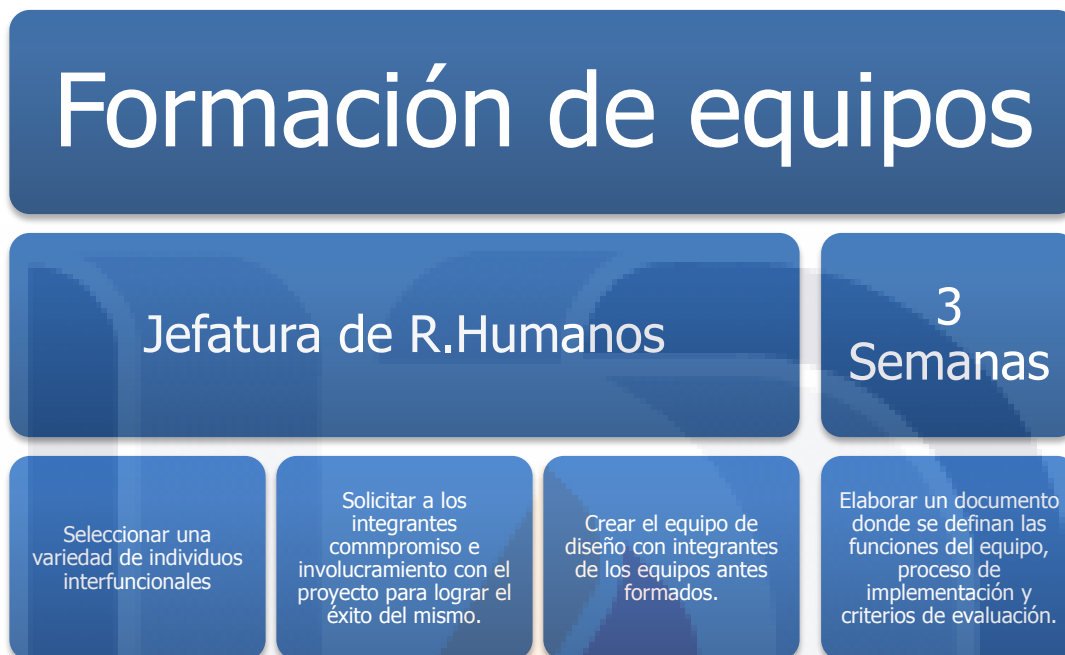 Formación de equipos
Jefatura de R.Humanos
3
Semanas
Seleccionar una
variedad de individuos
interfuncionales
Solicitar a los
integrantes
commpromiso e
involucramiento con el
proyecto para lograr el
éxito del mismo.
Crear el equipo de
diseño con integrantes
de los equipos antes
formados.
Elaborar un documento
donde se definan las
funciones del equipo,
proceso de
implementación y
criterios de evaluación.